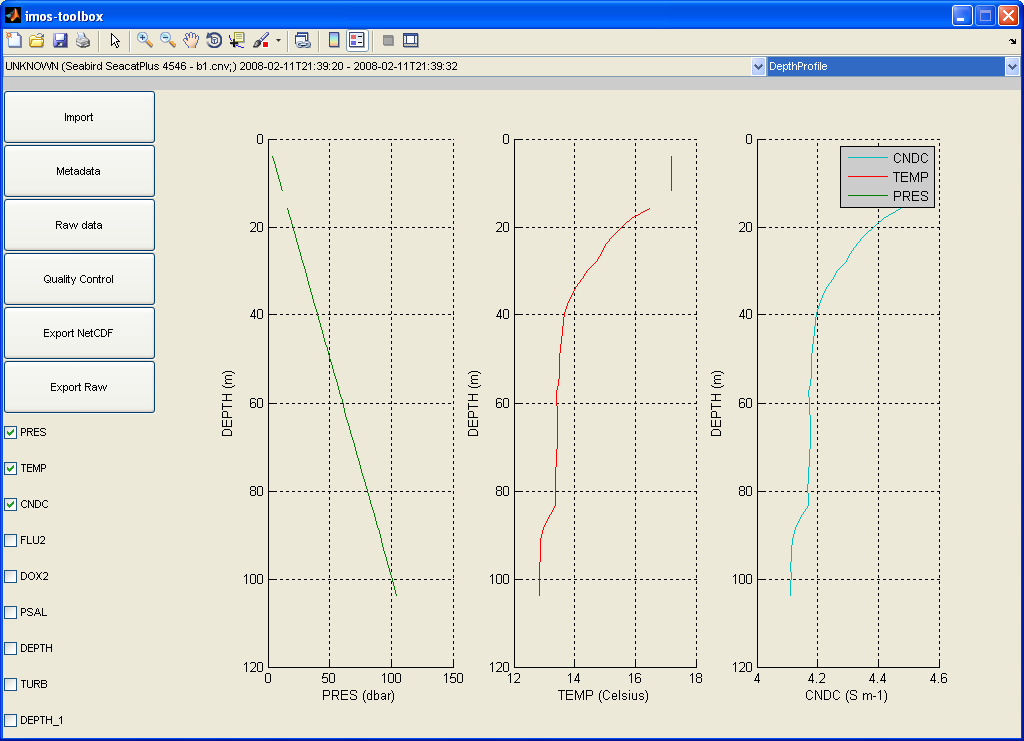 imos-toolbox
UNKNOWN (Seabird SeacatPlus 4546 - b1.cnv;) 2008-02-11T21:39:20 - 2008-02-11T21:39:32
DepthProfile
Import
Metadata
Raw data
Quality Control
Export NetCDF
Export Raw
PRES
TEMP
CNDC
FLU2
DOX2
PSAL
DEPTH
TURB
DEPTH_1
0
20
40
60
80
100
120
DEPTH (m)
0 50 100 150
PRES (dbar)
0
20
40
60
80
100
120
DEPTH (m)
12 14 16 18
TEMP (Celsius)
0
20
40
60
80
100
120
DEPTH (m)
4 4.2 4.4 4.6
CNDC (S m-1)
CNDC
TEMP
PRES